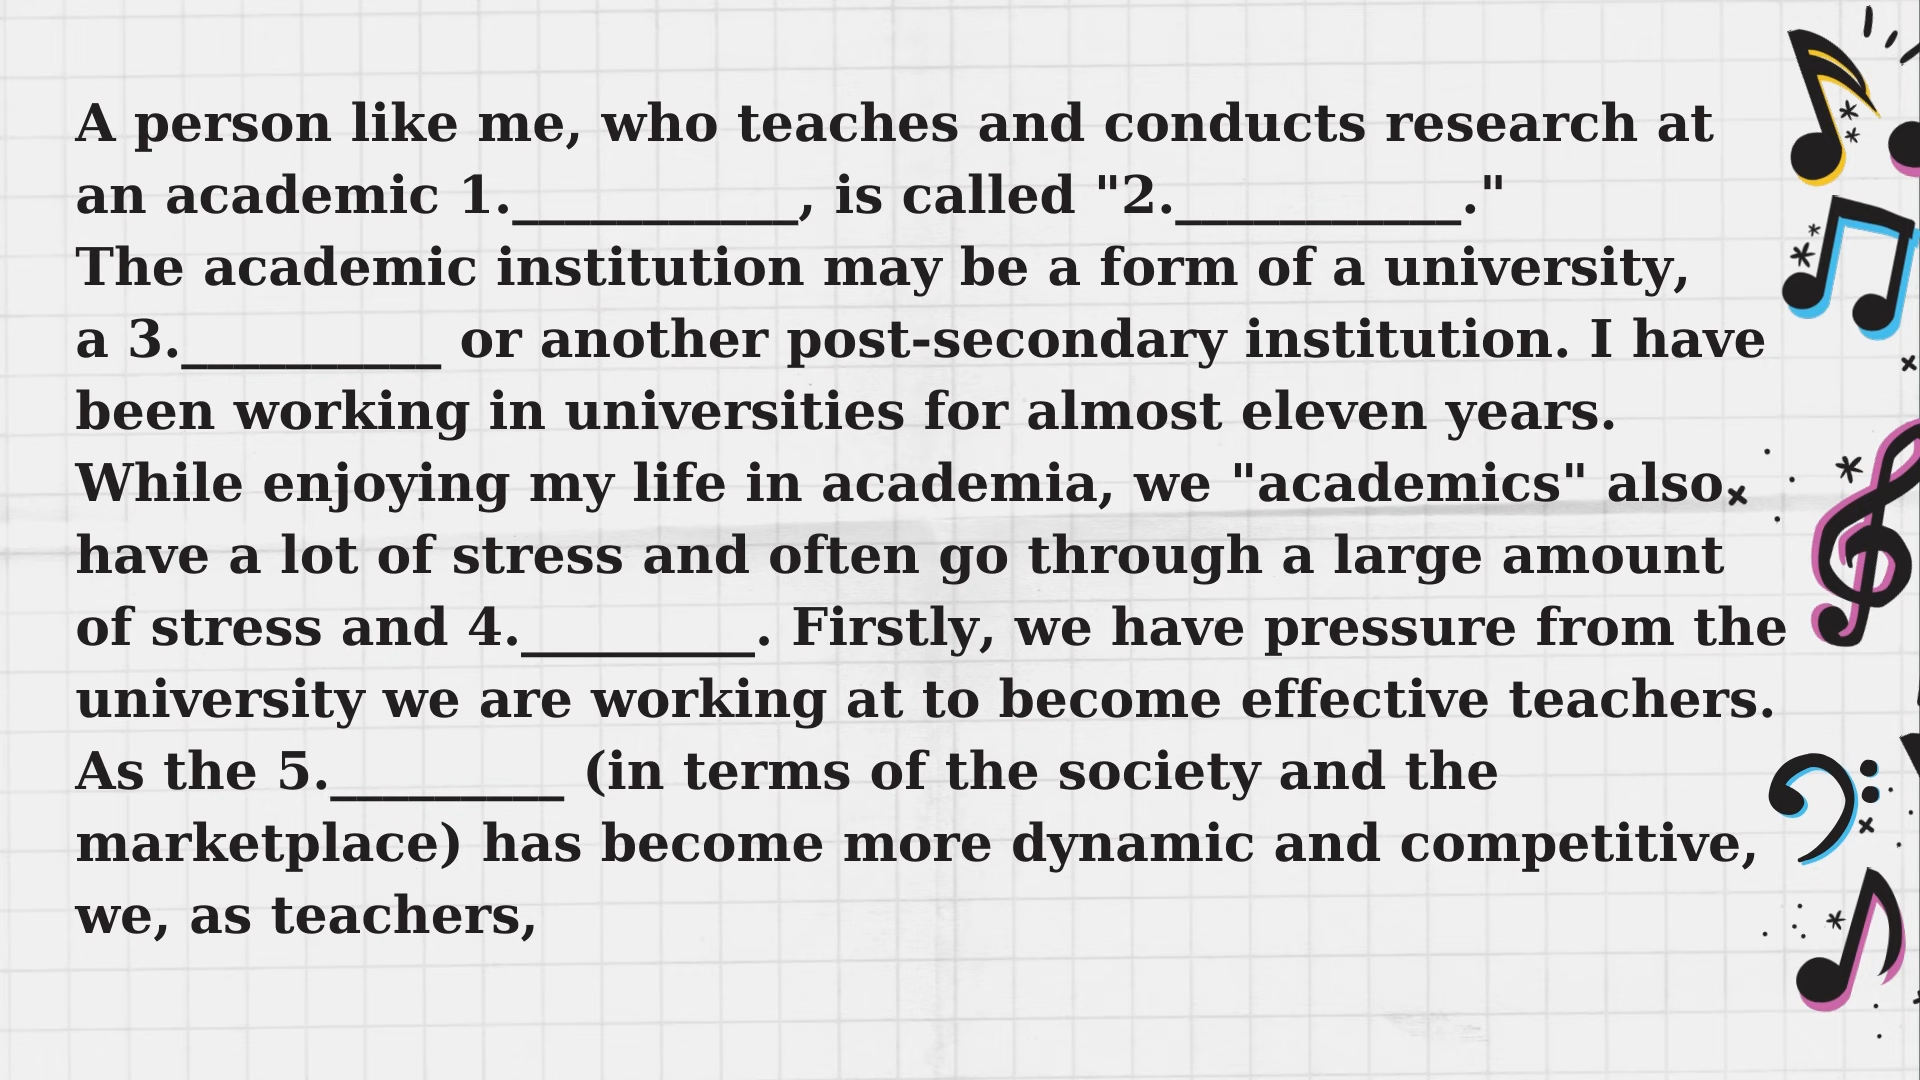 A person like me, who teaches and conducts research at
an academic 1.___________, is called "2.___________."
The academic institution may be a form of a university,
a 3.__________ or another post-secondary institution. I have
been working in universities for almost eleven years.
While enjoying my life in academia, we "academics" also
have a lot of stress and often go through a large amount
of stress and 4._________. Firstly, we have pressure from the
university we are working at to become effective teachers.
As the 5._________ (in terms of the society and the
marketplace) has become more dynamic and competitive,
we, as teachers,